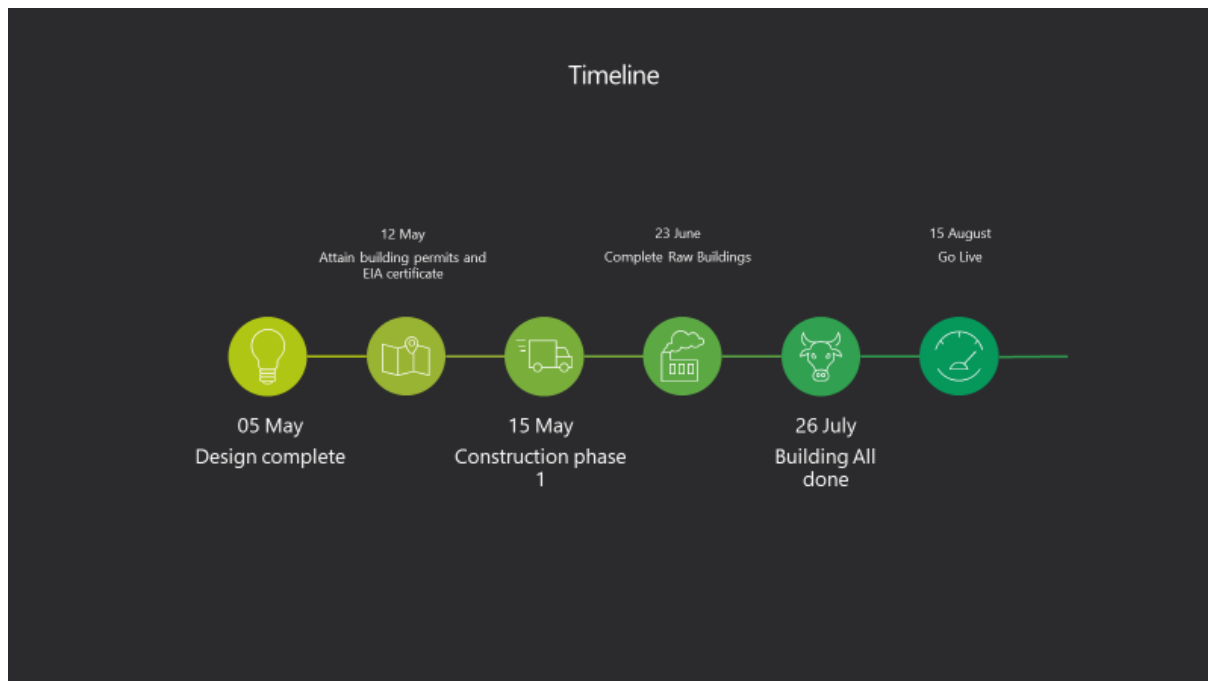 Timeline
12 May
Attain building permits and
EIA certificate
23 June
Complete Raw Buildings
15 August
Go Live
05 May
Design complete
15 May
Construction phase
1
26 July
Building All
done